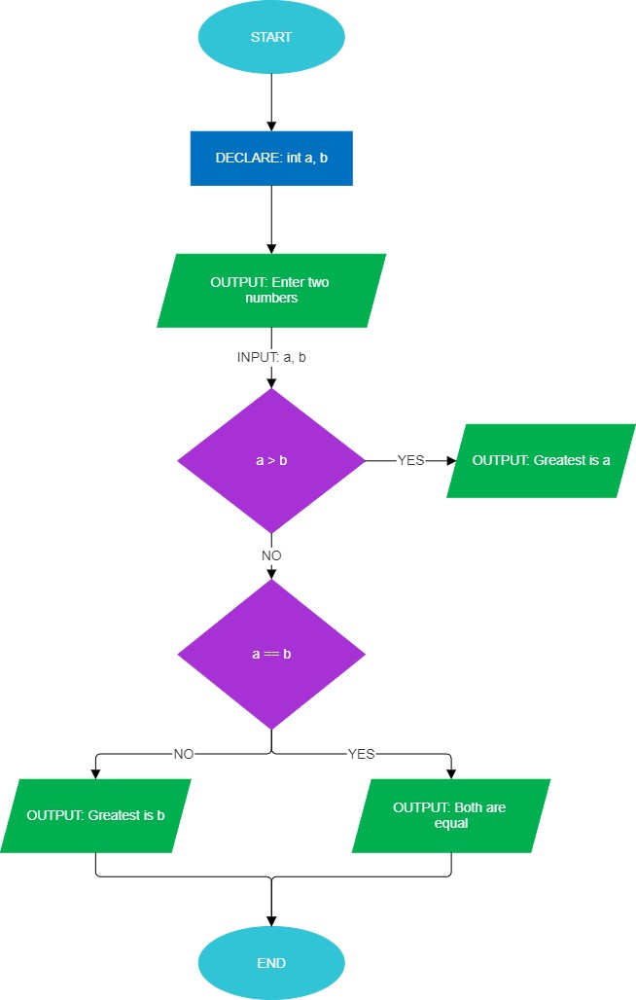 START
DECLARE: int a, b
OUTPUT: Enter two
numbers
INPUT: a, b
a > b
YES
OUTPUT: Greatest is a
NO
a == b
NO
YES
OUTPUT: Greatest is b
OUTPUT: Both are
equal
END